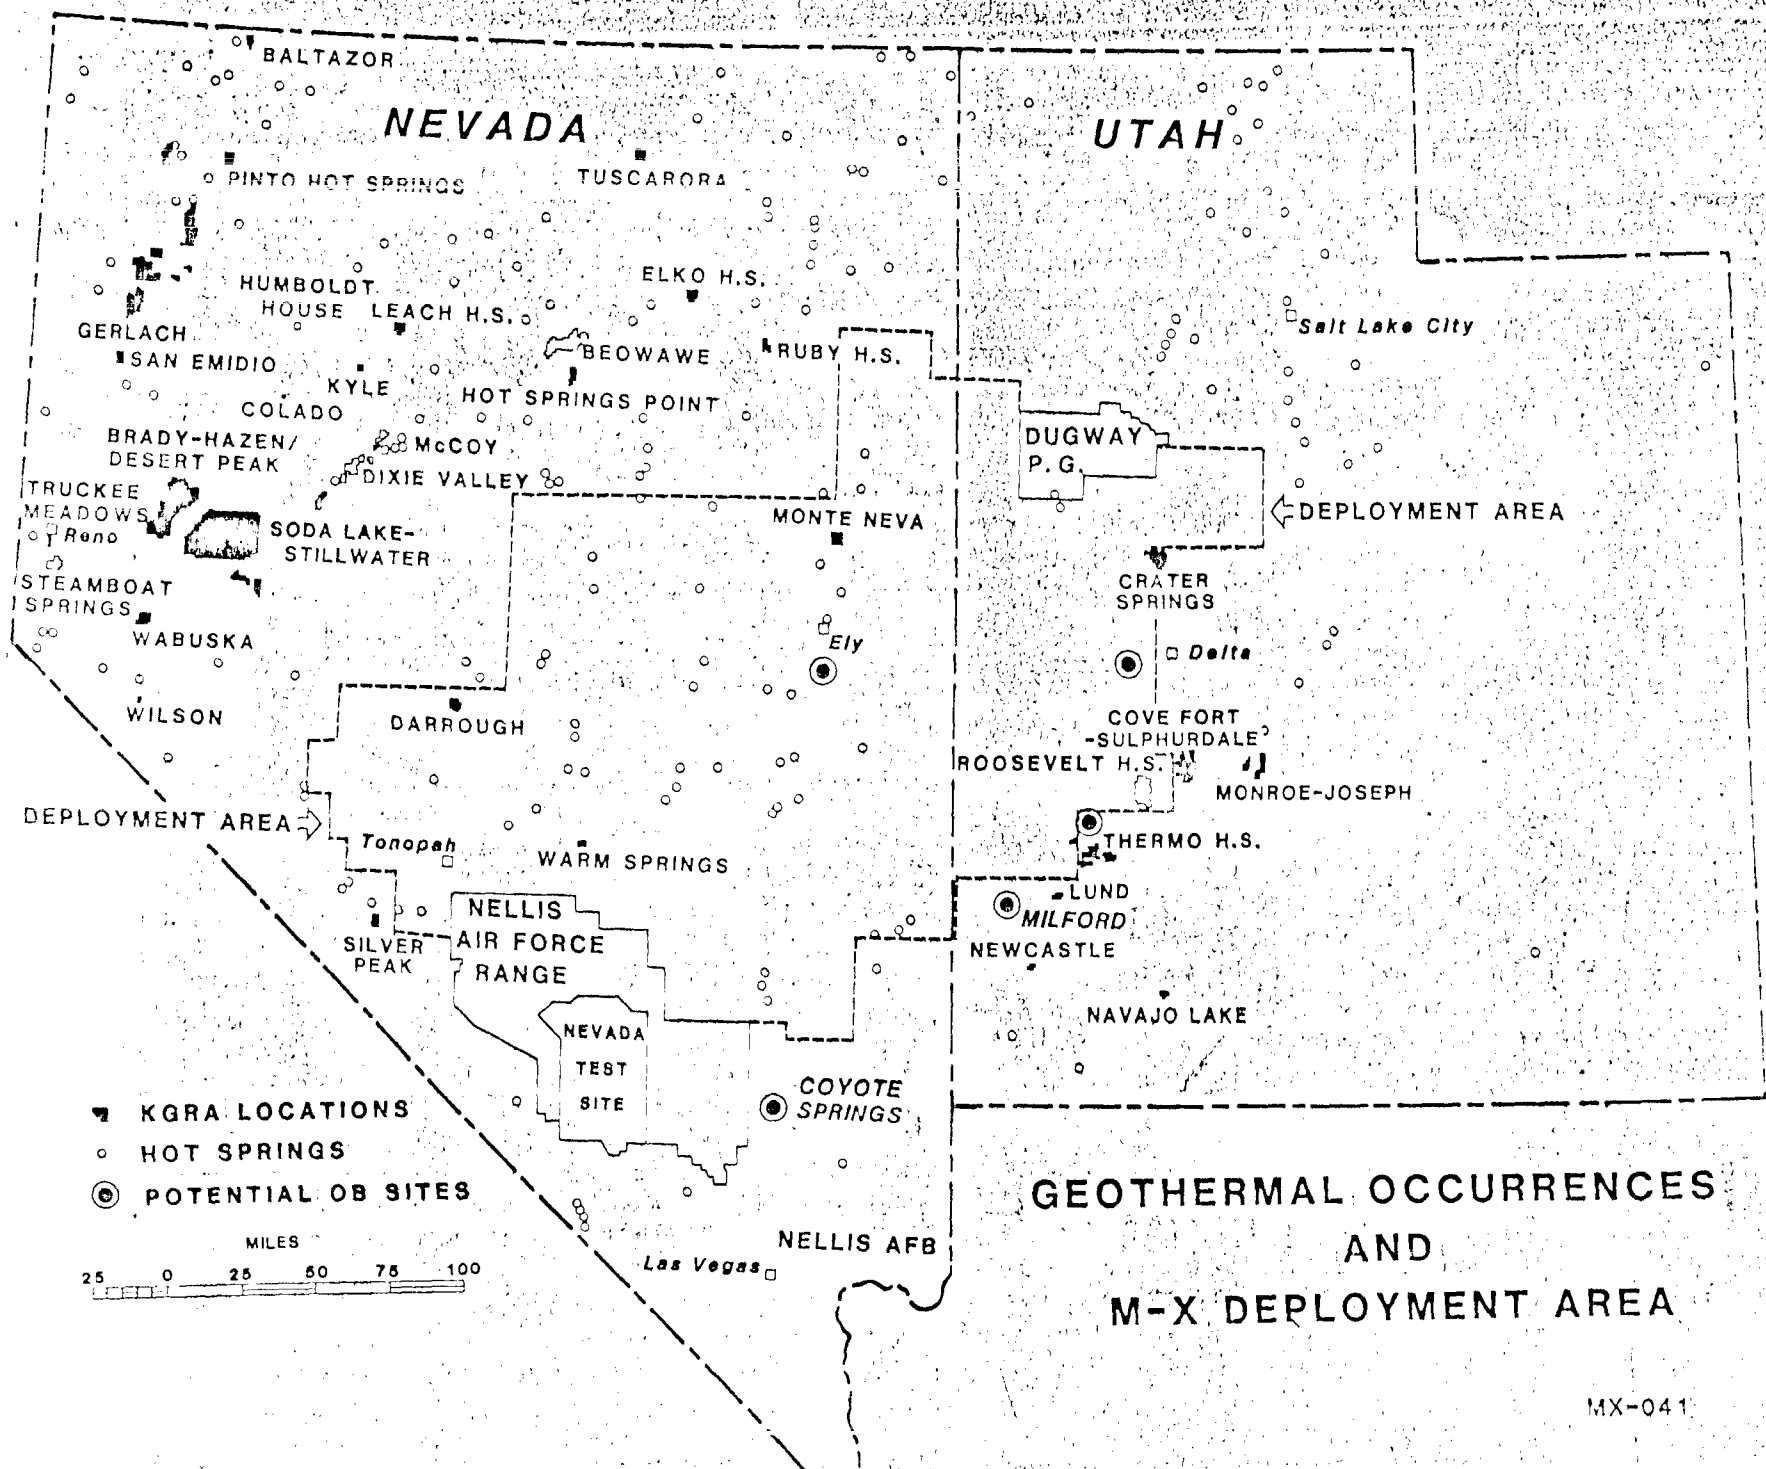 BALTAZOR
NEVADA
UTAH
PINTO HOT SPRINGS
TUSCARORA
HUMBOLDT
HOUSE
LEACH H.S.
ELKO H.S.
GERLACH
SAN EMIDIO
KYLE
COLADO
BEOWAWE
RUBY H.S.
HOT SPRINGS POINT
Salt Lake City
BRADY-HAZEN/
DESERT PEAK
McCOY
DIXIE VALLEY
DUGWAY
P. G.
TRUCKEE
MEADOWS
Reno
SODA LAKE-
STILLWATER
MONTE NEVA
DEPLOYMENT AREA
STEAMBOAT
SPRINGS
WABUSKA
CRATER
SPRINGS
Ely
Delta
WILSON
DARROUGH
COVE FORT
-SULPHURDALE
ROOSEVELT H.S.
MONROE-JOSEPH
DEPLOYMENT AREA
Tonopah
WARM SPRINGS
THERMO H.S.
LUND
MILFORD
NEWCASTLE
NAVAJO LAKE
SILVER
PEAK
NELLIS
AIR FORCE
RANGE
NEVADA
TEST
SITE
COYOTE
SPRINGS
KGRA LOCATIONS
HOT SPRINGS
POTENTIAL OB SITES
MILES
25 0 25 50 75 100
Las Vegas
NELLIS AFB
GEOTHERMAL OCCURRENCES
AND
M-X DEPLOYMENT AREA
MX-041